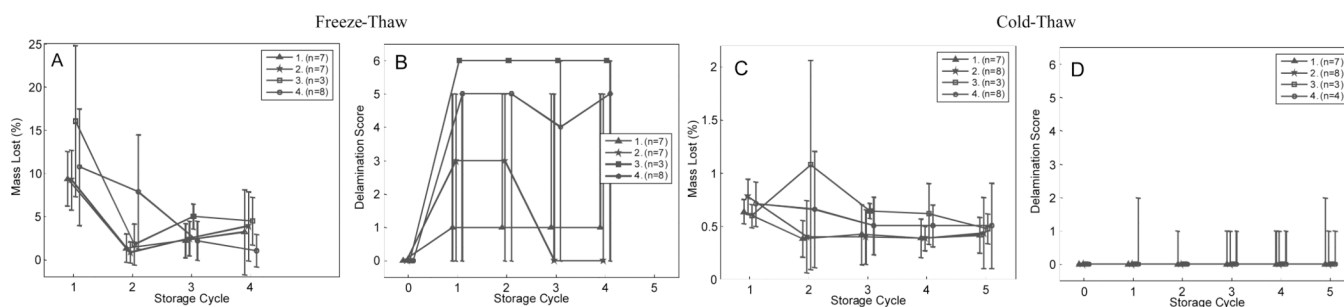 Freeze-Thaw
Cold-Thaw
A
25
20
15
10
5
0
Mass Lost (%)
1
2
3
4
Storage Cycle
1. (n=7)
2. (n=7)
3. (n=3)
4. (n=8)
B
6
5
4
3
2
1
0
Delamination Score
0
1
2
3
4
5
Storage Cycle
1. (n=7)
2. (n=7)
3. (n=3)
4. (n=8)
C
2
1.5
1
0.5
0
Mass Lost (%)
1
2
3
4
5
Storage Cycle
1. (n=7)
2. (n=8)
3. (n=3)
4. (n=8)
D
6
5
4
3
2
1
0
Delamination Score
0
1
2
3
4
5
Storage Cycle
1. (n=7)
2. (n=8)
3. (n=3)
4. (n=4)